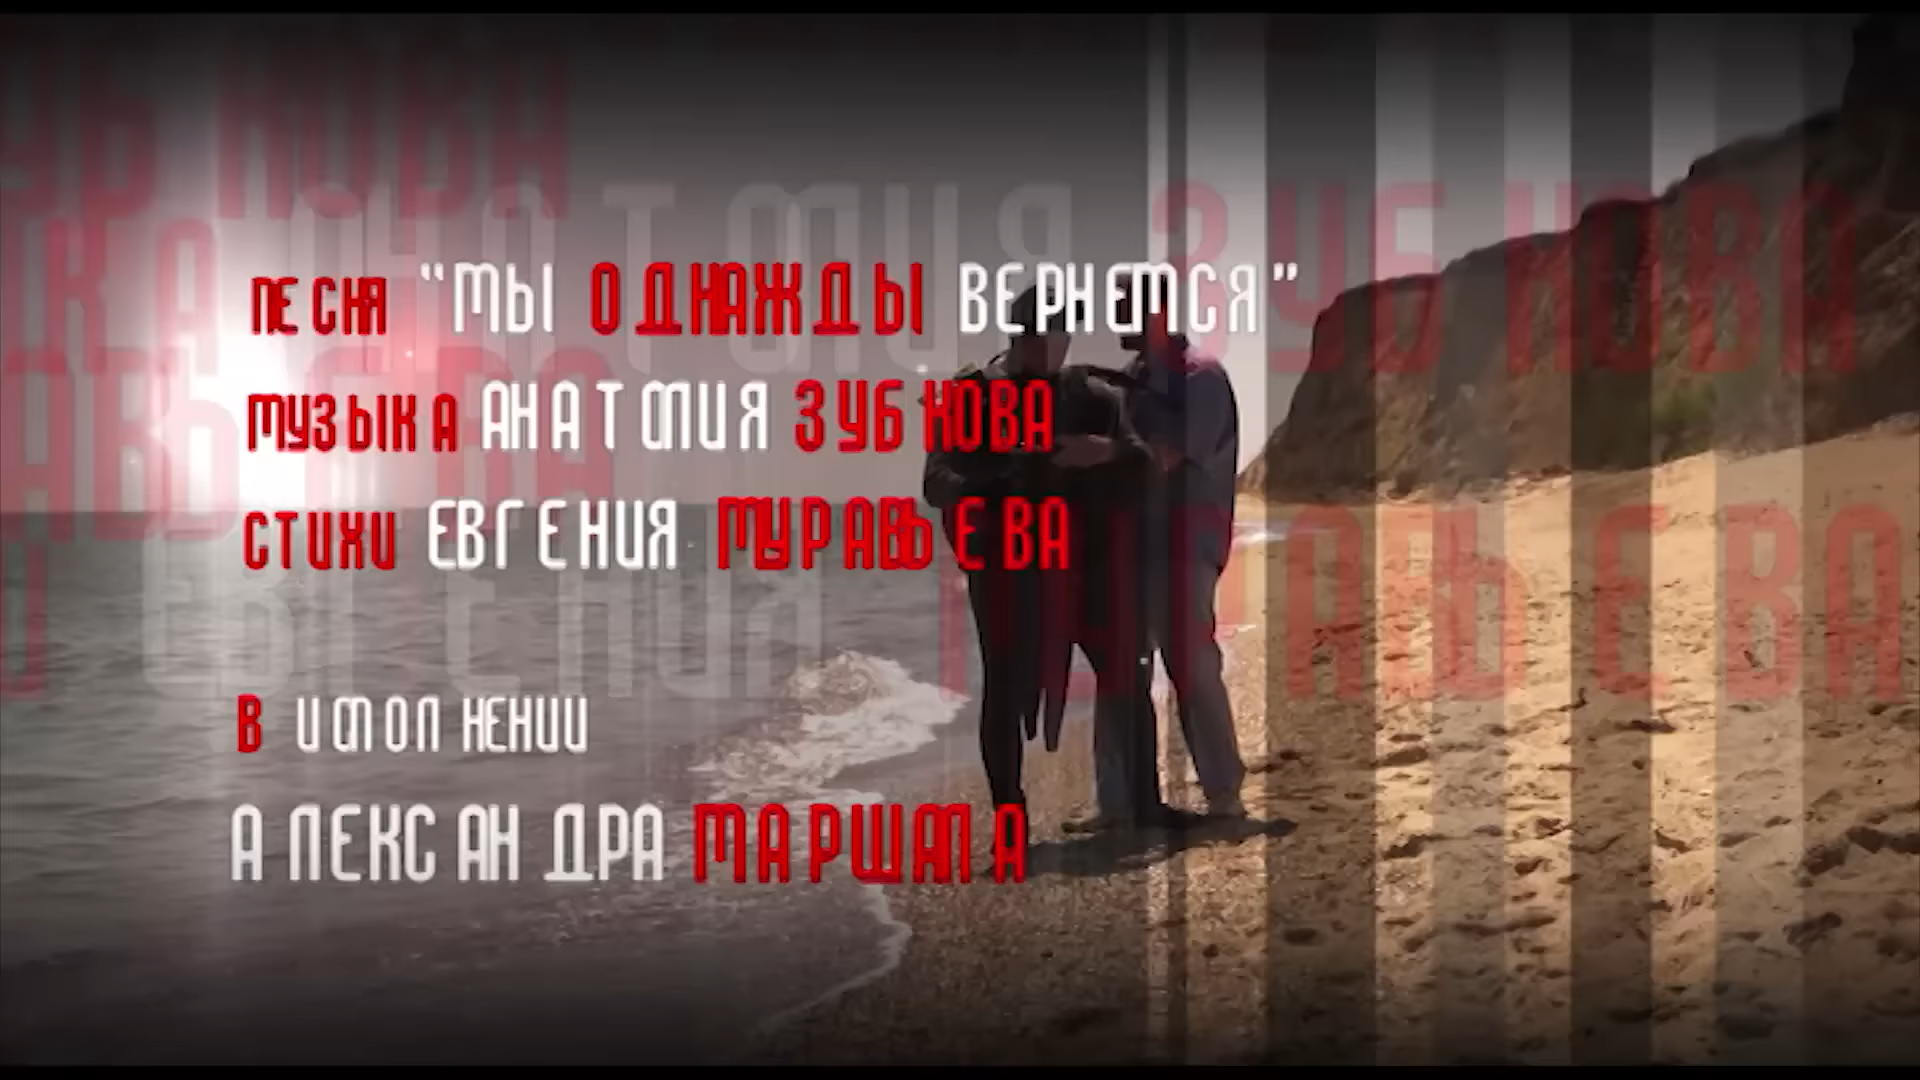 ПЕСНЯ “МЫ ОДНАЖДЫ ВЕРНЕМСЯ”
МУЗЫКА АНАТОЛИЯ ЗУБКОВА
СТИХИ ЕВГЕНИЯ МУРАВЬЕВА
В ИСПОЛНЕНИИ
АЛЕКСАНДРА МАРШАЛА